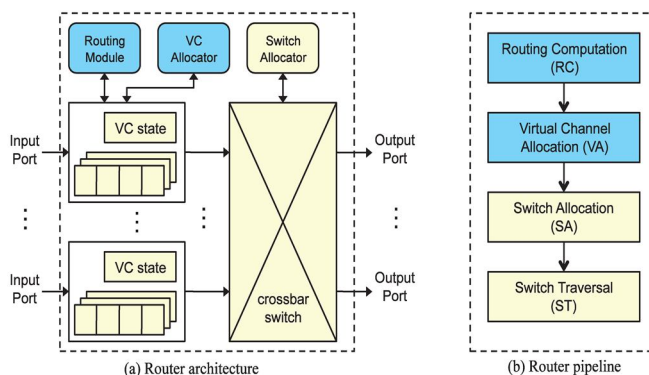 Routing
Module
VC
Allocator
Switch
Allocator
Input
Port
VC state
Output
Port
Input
Port
VC state
crossbar
switch
Output
Port
(a) Router architecture
Routing Computation
(RC)
Virtual Channel
Allocation (VA)
Switch Allocation
(SA)
Switch Traversal
(ST)
(b) Router pipeline